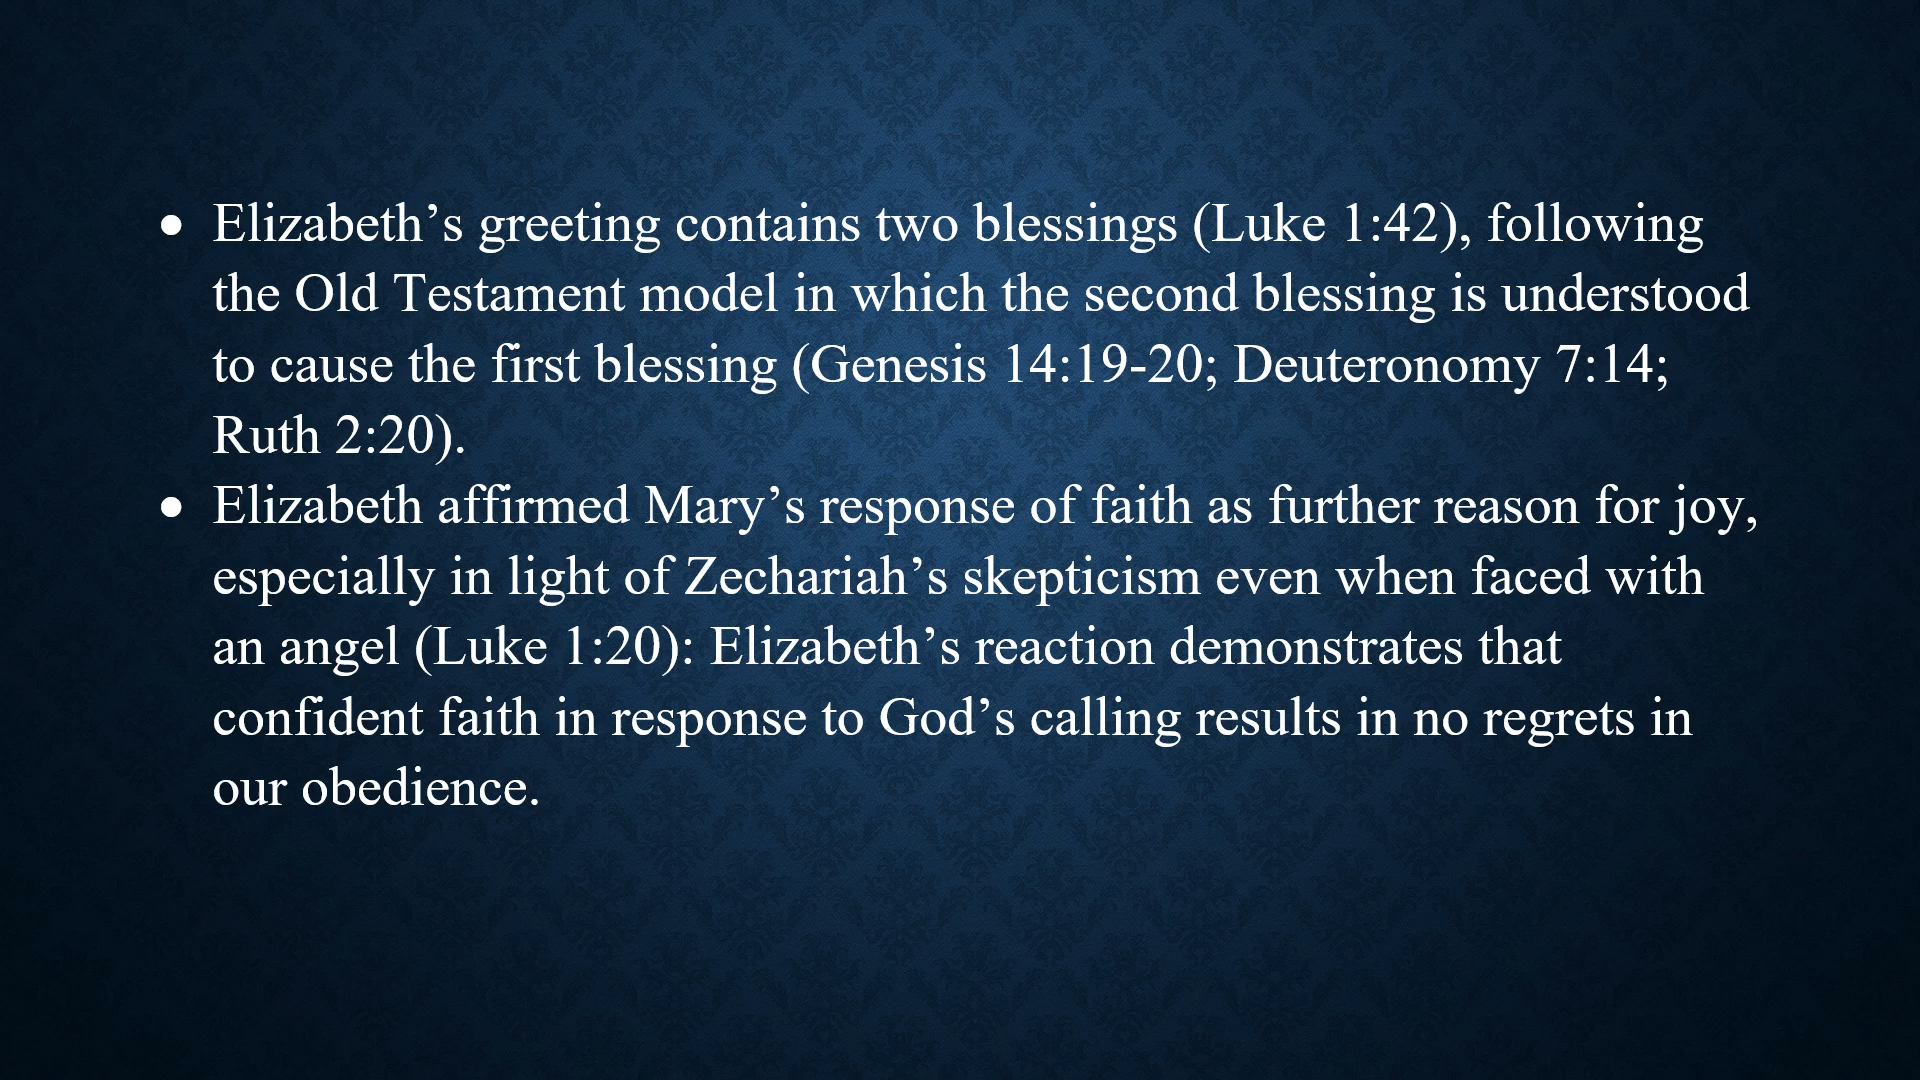 • Elizabeth’s greeting contains two blessings (Luke 1:42), following
the Old Testament model in which the second blessing is understood
to cause the first blessing (Genesis 14:19-20; Deuteronomy 7:14;
Ruth 2:20).
• Elizabeth affirmed Mary’s response of faith as further reason for joy,
especially in light of Zechariah’s skepticism even when faced with
an angel (Luke 1:20): Elizabeth’s reaction demonstrates that
confident faith in response to God’s calling results in no regrets in
our obedience.